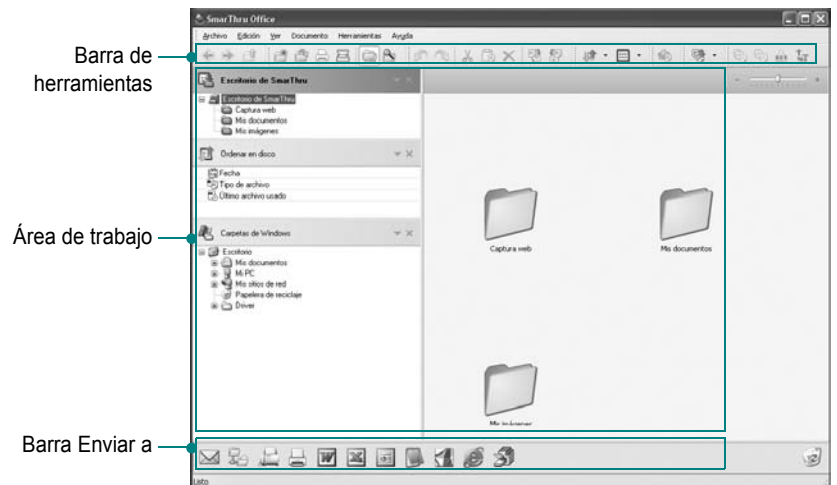 SmarThru Office
Archivo Edición Ver Documento Herramientas Ayuda
Barra de
herramientas
Escritorio de SmarThru
Escritorio de SmarThru
Captura web
Mis documentos
Mis imágenes
Ordenar en disco
Fecha
Tipo de archivo
Último archivo usado
Área de trabajo
Carpetas de Windows
Escritorio
Mis documentos
Mi PC
Mis sitios de red
Papelera de reciclaje
Driver
Captura web
Mis documentos
Mis imágenes
Barra Enviar a
Listo